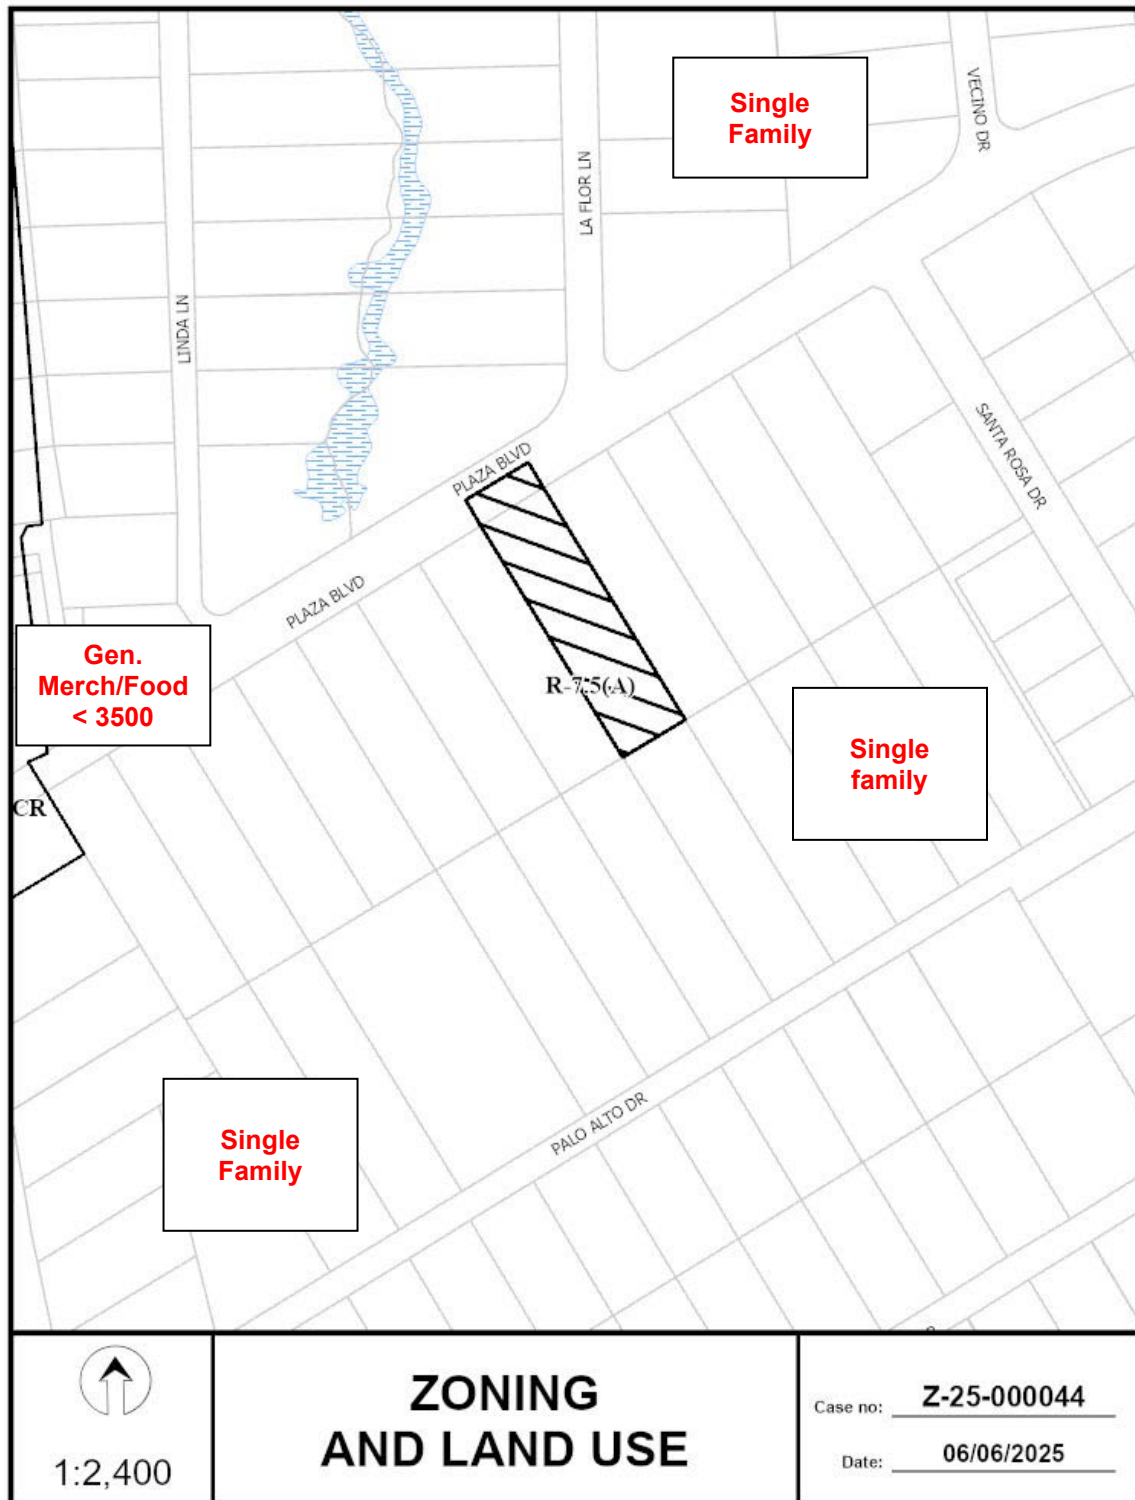 Single
Family
VECINO DR
LA FLOR LN
LINDA LN
SANTA ROSA DR
PLAZA BLVD
PLAZA BLVD
Gen.
Merch/Food
< 3500
R-7.5(A)
Single
family
CR
Single
Family
PALO ALTO DR
1:2,400
ZONING
AND LAND USE
Case no: Z-25-000044
Date: 06/06/2025